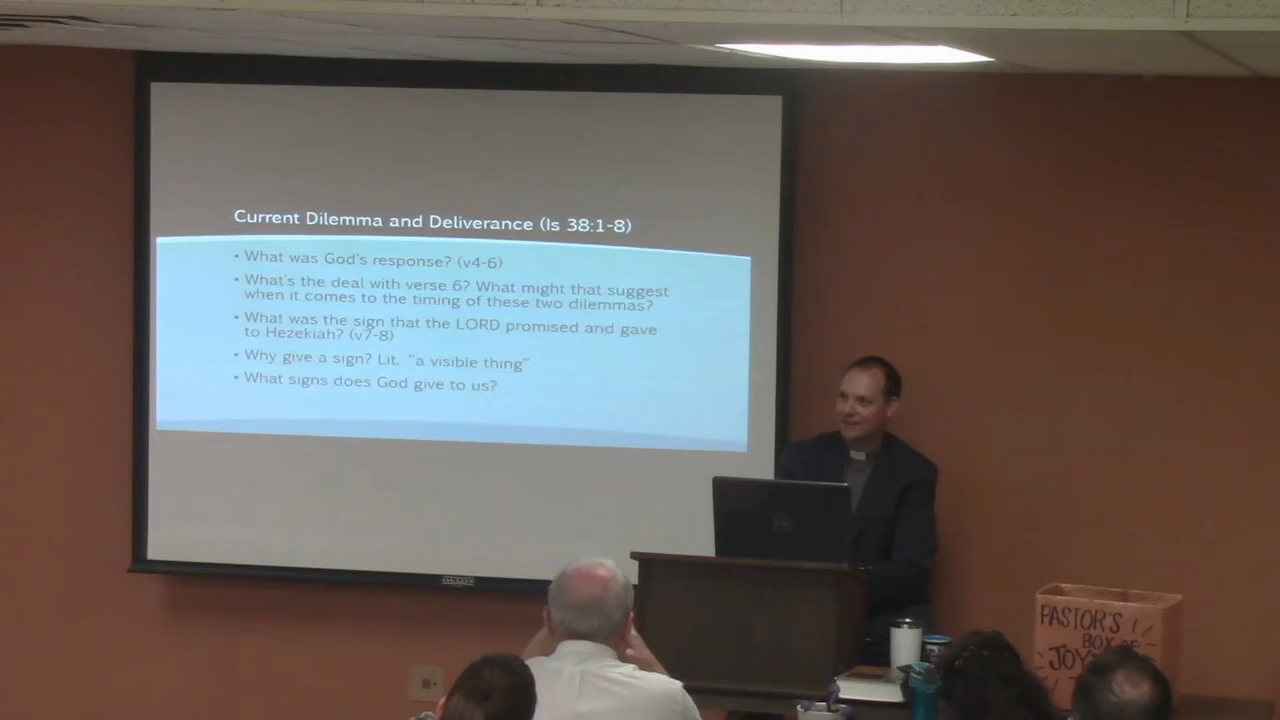 Current Dilemma and Deliverance (Is 38:1-8)
• What was God's response? (v4-6)
• What's the deal with verse 6? What might that suggest
when it comes to the timing of these two dilemmas?
• What was the sign that the LORD promised and gave
to Hezekiah? (v7-8)
• Why give a sign? Lit. "a visible thing"
• What signs does God give to us?
PASTOR'S
BOX OF
JOY